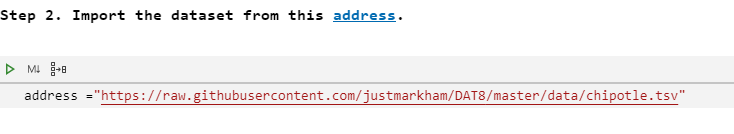 Step 2. Import the dataset from this address.
M↓
address ="https://raw.githubusercontent.com/justmarkham/DAT8/master/data/chipotle.tsv"